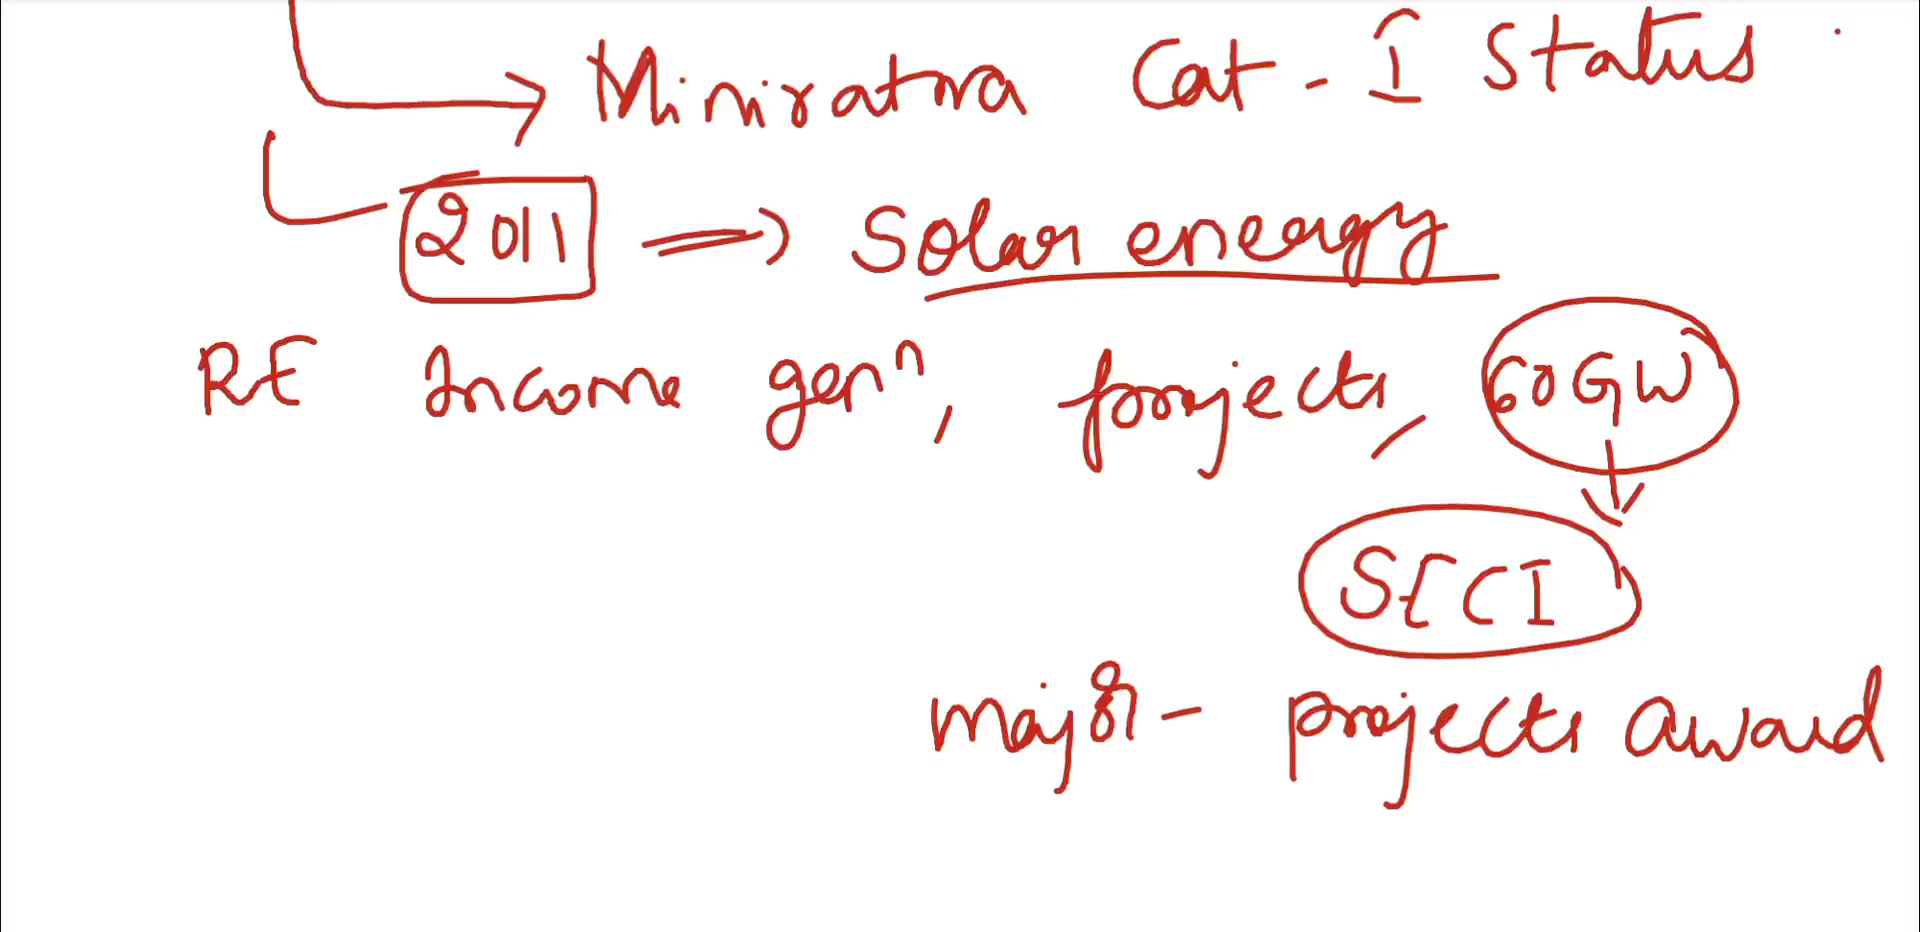 → Miniratna Cat - I Status
2011 ⇒ Solar energy
RE Income genⁿ, projects, 60GW
SECI
major - projects award